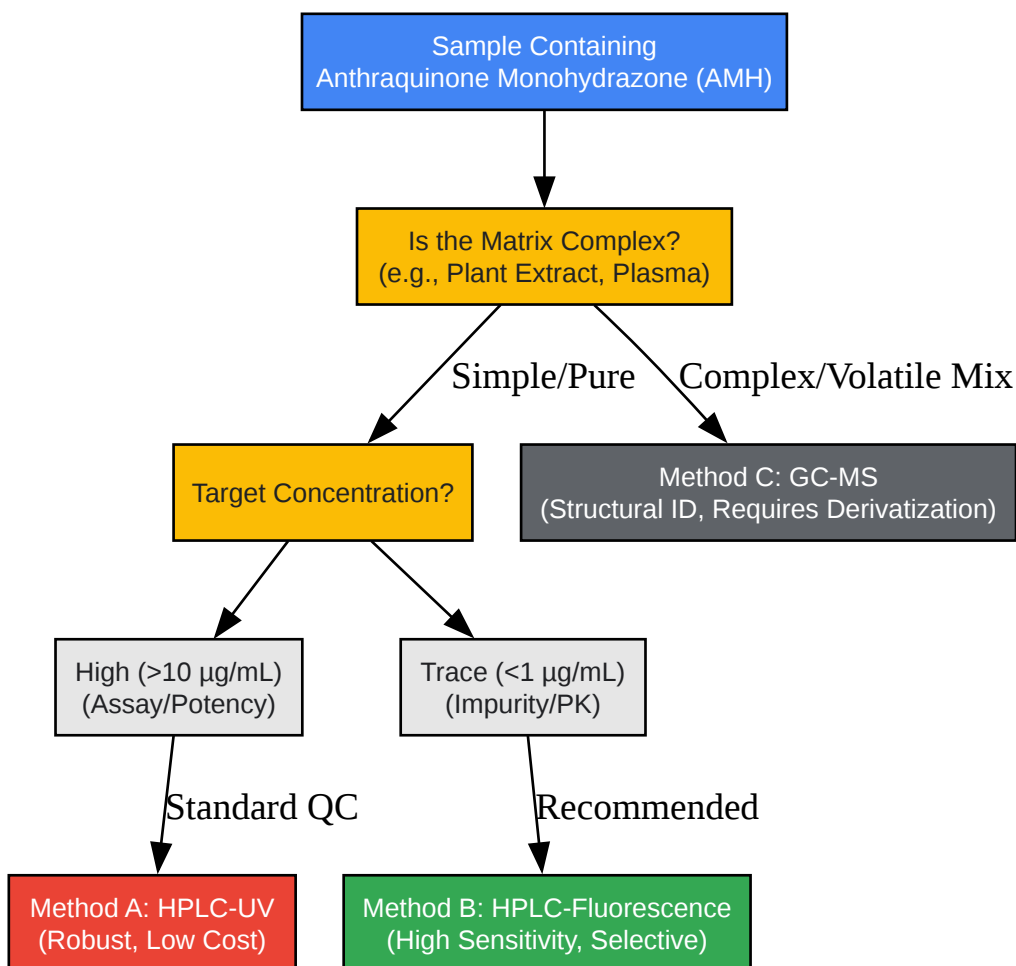 Sample Containing
Anthraquinone Monohydrazone (AMH)
Is the Matrix Complex?
(e.g., Plant Extract, Plasma)
Simple/Pure
Complex/Volatile Mix
Target Concentration?
Method C: GC-MS
(Structural ID, Requires Derivatization)
High (>10 µg/mL)
(Assay/Potency)
Trace (<1 µg/mL)
(Impurity/PK)
Standard QC
Recommended
Method A: HPLC-UV
(Robust, Low Cost)
Method B: HPLC-Fluorescence
(High Sensitivity, Selective)